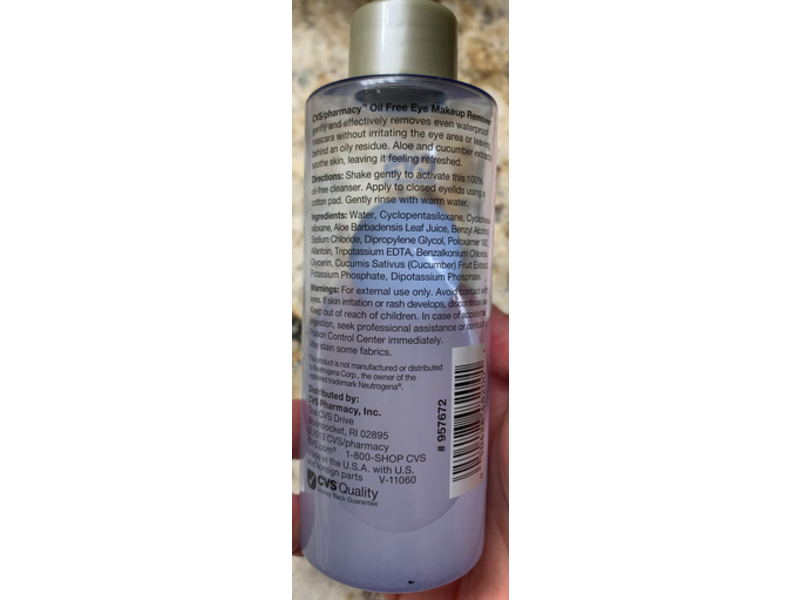 CVS/pharmacy™ Oil Free Eye Makeup Remover
gently and effectively removes even waterproof
mascara without irritating the eye area or leaving
behind an oily residue. Aloe and cucumber extracts
soothe skin, leaving it feeling refreshed.
Directions: Shake gently to activate this 100%
oil-free cleanser. Apply to closed eyelids using a
cotton pad. Gently rinse with warm water.
Ingredients: Water, Cyclopentasiloxane,
Aloe Barbadensis Leaf Juice, Benzyl Alcohol,
Sodium Chloride, Dipropylene Glycol, Poloxamer
Allantoin, Tripotassium EDTA, Benzalkonium Chloride,
Glycerin, Cucumis Sativus (Cucumber) Fruit Extract,
Potassium Phosphate, Dipotassium Phosphate.
Warnings: For external use only. Avoid contact with
eyes. If skin irritation or rash develops, discontinue
Keep out of reach of children. In case of accidental
ingestion, seek professional assistance or contact a
Poison Control Center immediately.
May stain some fabrics.
This product is not manufactured or distributed
by Neutrogena Corp., the owner of the
registered trademark Neutrogena®.
Distributed by:
CVS Pharmacy, Inc.
One CVS Drive
Woonsocket, RI 02895
CVS/pharmacy
CVS.com® 1-800-SHOP CVS
Made in the U.S.A. with U.S.
and foreign parts V-11060
CVS Quality
Money Back Guarantee
# 957672